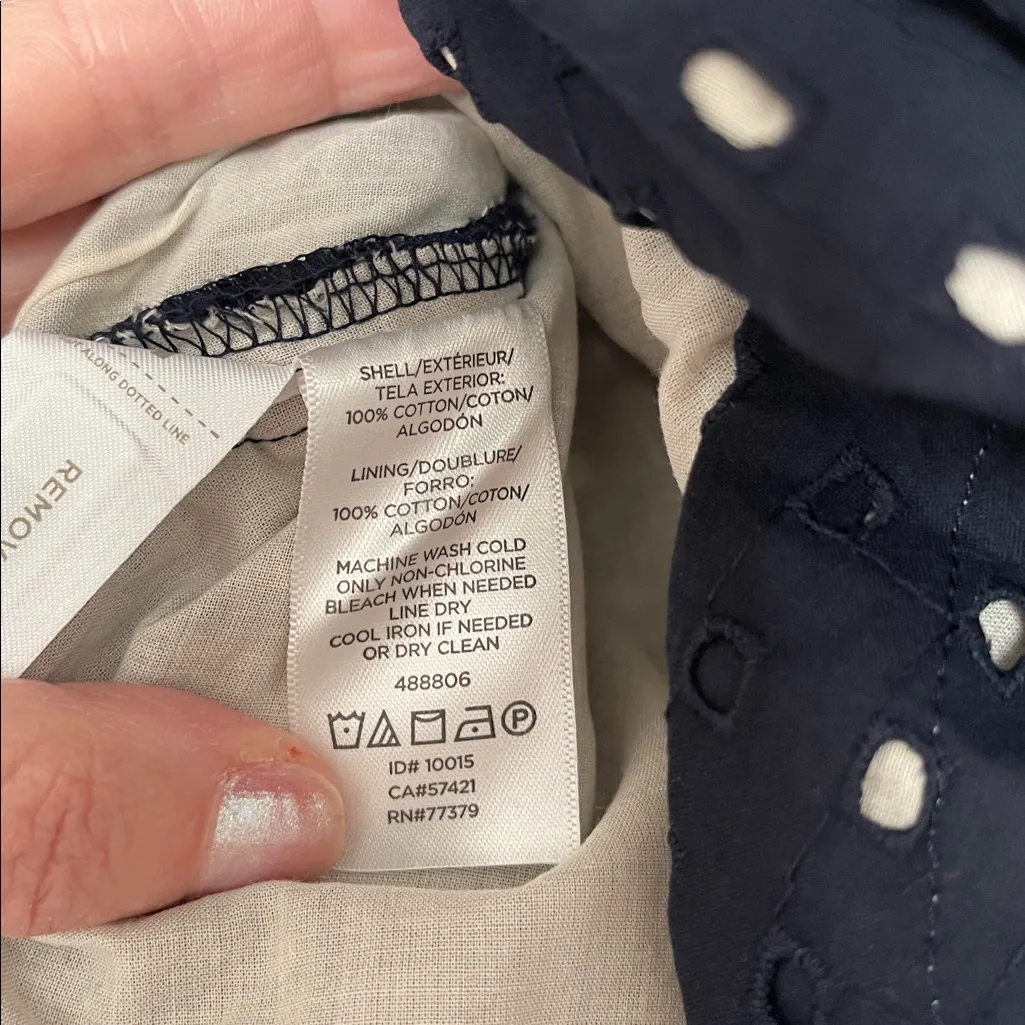 ALONG DOTTED LINE
SHELL/EXTÉRIEUR/
TELA EXTERIOR:
100% COTTON/COTON/
ALGODÓN
LINING/DOUBLURE/
FORRO:
100% COTTON/COTON/
ALGODÓN
MACHINE WASH COLD
ONLY NON-CHLORINE
BLEACH WHEN NEEDED
LINE DRY
COOL IRON IF NEEDED
OR DRY CLEAN
488806
P
ID# 10015
CA#57421
RN#77379